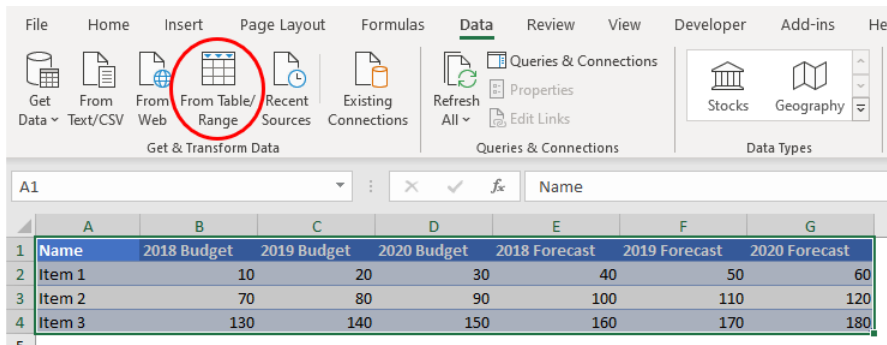 File Home Insert Page Layout Formulas Data Review View Developer Add-ins He
Get Data From Text/CSV From Web From Table/ Range Recent Sources Existing Connections Refresh All Queries & Connections Properties Edit Links Stocks Geography
Get & Transform Data Queries & Connections Data Types
A1 fx Name
A B C D E F G
1 Name 2018 Budget 2019 Budget 2020 Budget 2018 Forecast 2019 Forecast 2020 Forecast
2 Item 1 10 20 30 40 50 60
3 Item 2 70 80 90 100 110 120
4 Item 3 130 140 150 160 170 180